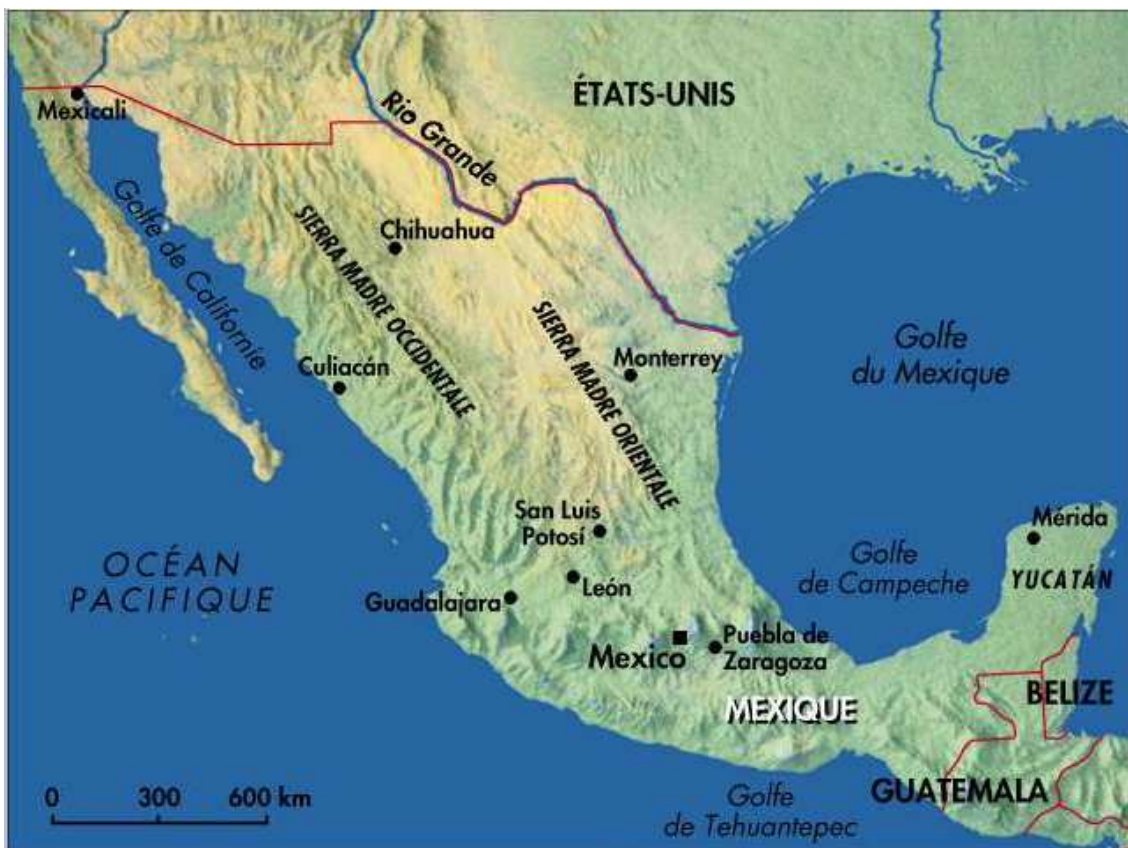 ÉTATS-UNIS
Mexicali
Rio Grande
Golfe de Californie
Chihuahua
SIERRA MADRE OCCIDENTALE
SIERRA MADRE ORIENTALE
Golfe
du Mexique
Culiacán
Monterrey
San Luis
Potosí
Mérida
OCÉAN
PACIFIQUE
Golfe
de Campeche
YUCATÁN
León
Guadalajara
Mexico
Puebla de
Zaragoza
MEXIQUE
BELIZE
GUATEMALA
0 300 600 km
Golfe
de Tehuantepec